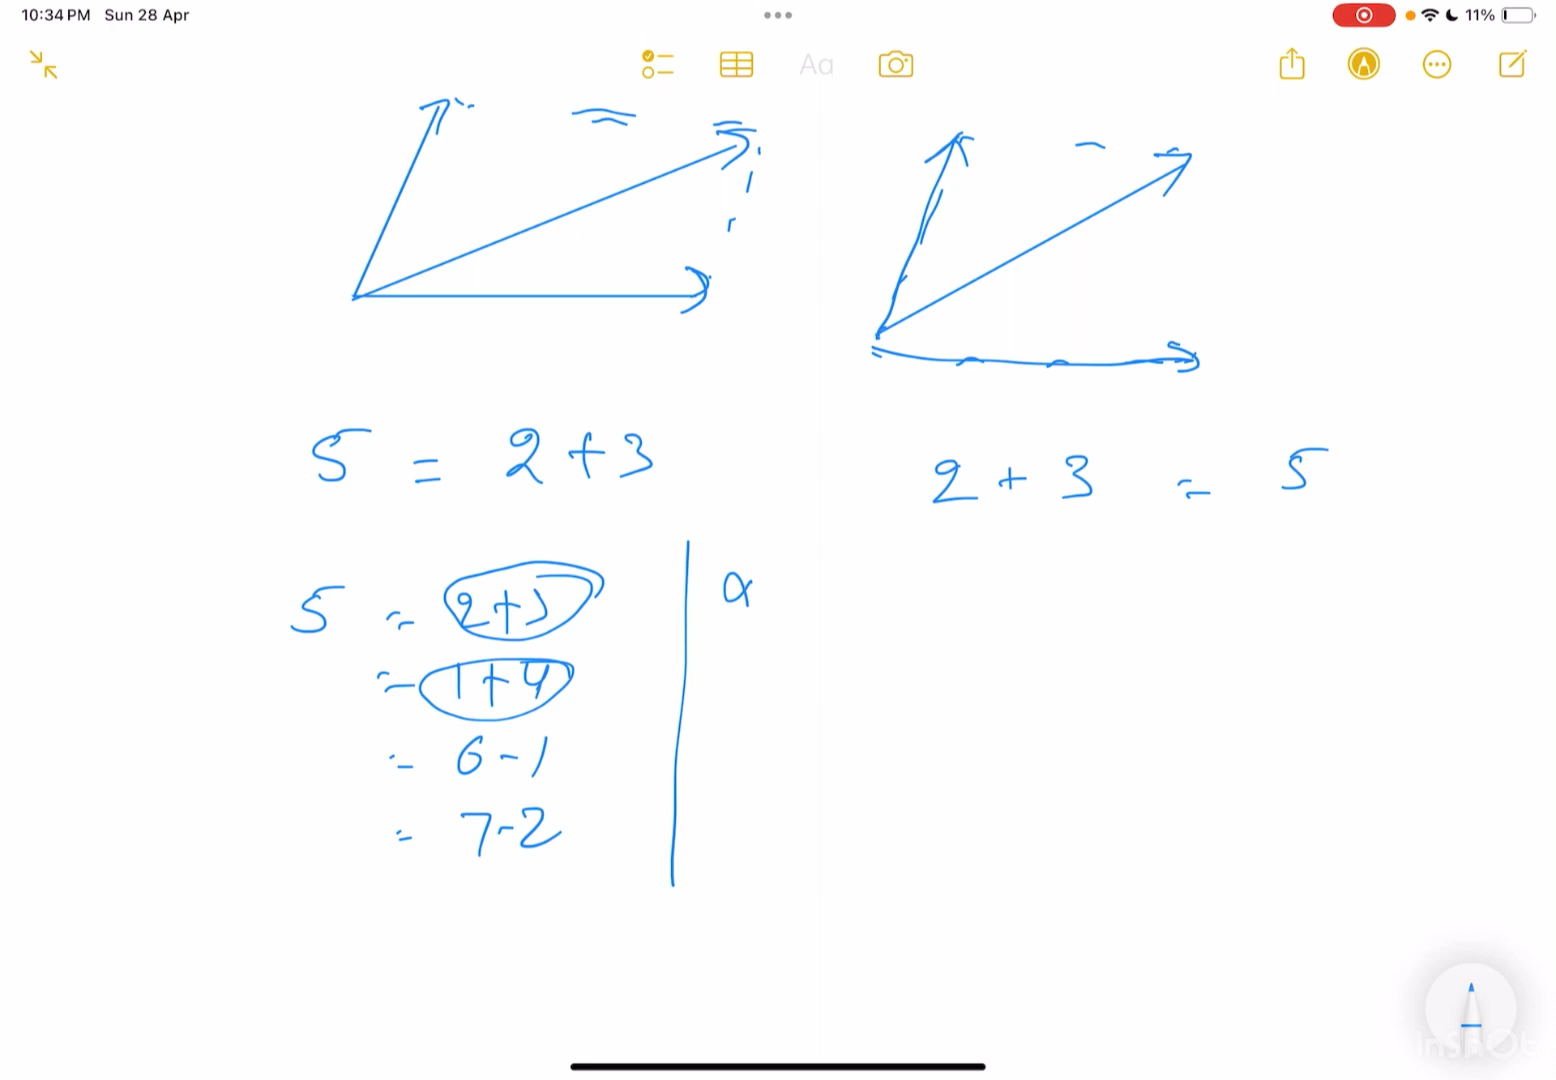 10:34 PM Sun 28 Apr
11%
Aa
5 = 2 + 3
2 + 3 = 5
5 = 2+3
α
= 1+4
= 6-1
= 7-2